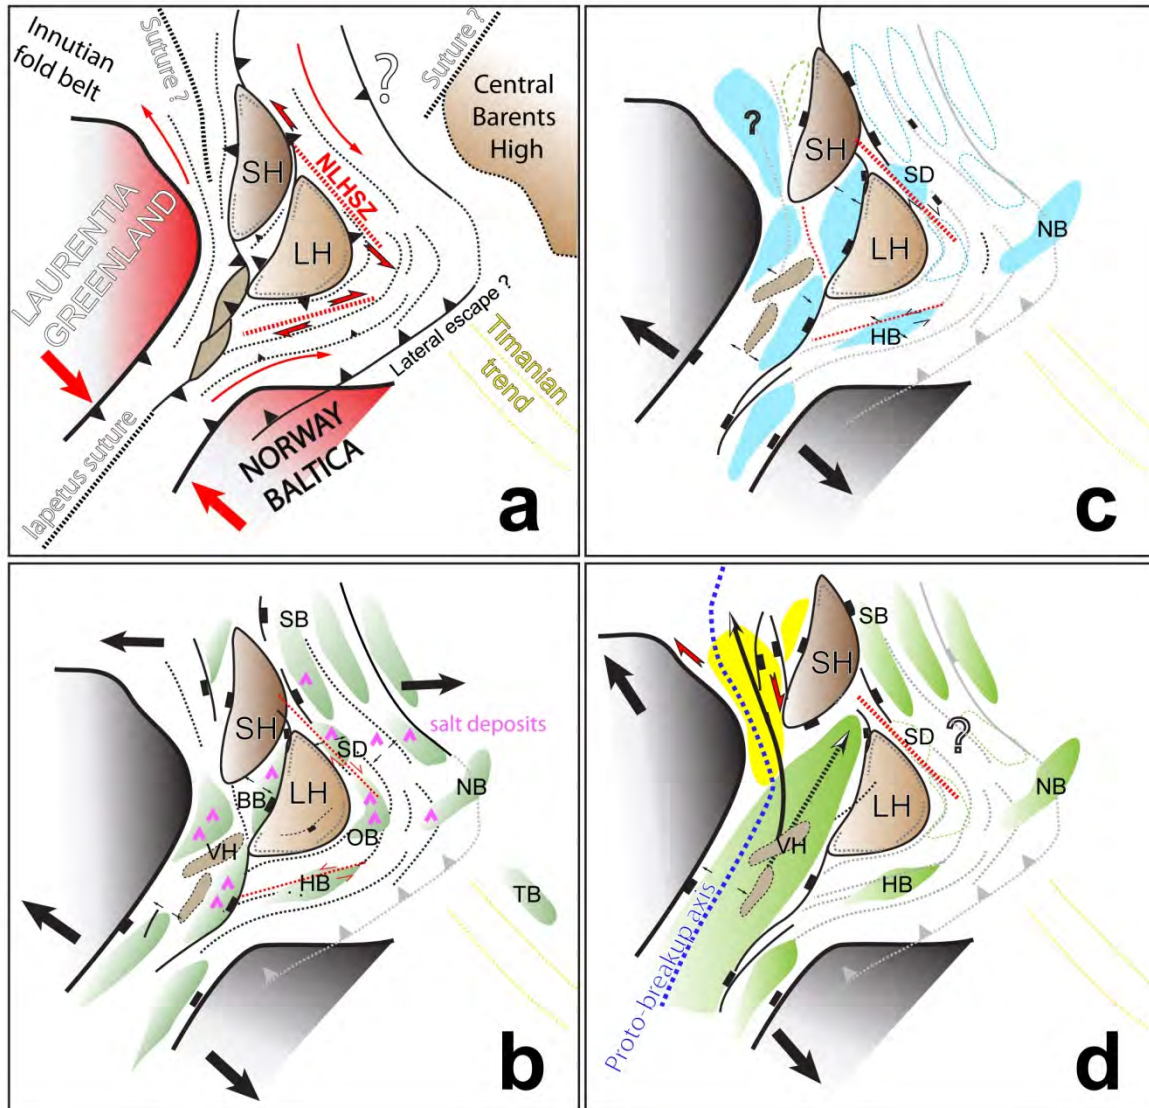 Innutian
fold belt
Suture ?
?
Suture ?
Central
Barents
High
SH
NLHSZ
LH
LAURENTIA
GREENLAND
Lateral escape ?
Timanian
trend
NORWAY
BALTICA
Iapetus suture
a
?
SH
SD
NB
LH
HB
c
SB
SH
salt deposits
SD
NB
BB
LH
OB
VH
HB
TB
b
SB
SH
SD
?
NB
LH
VH
HB
Proto-breakup axis
d